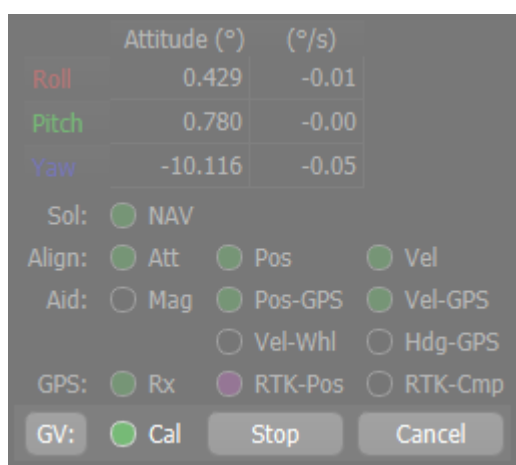 Attitude (°) (°/s)
Roll 0.429 -0.01
Pitch 0.780 -0.00
Yaw -10.116 -0.05
Sol: NAV
Align: Att Pos Vel
Aid: Mag Pos-GPS Vel-GPS
Vel-Whl Hdg-GPS
GPS: Rx RTK-Pos RTK-Cmp
GV: Cal Stop Cancel